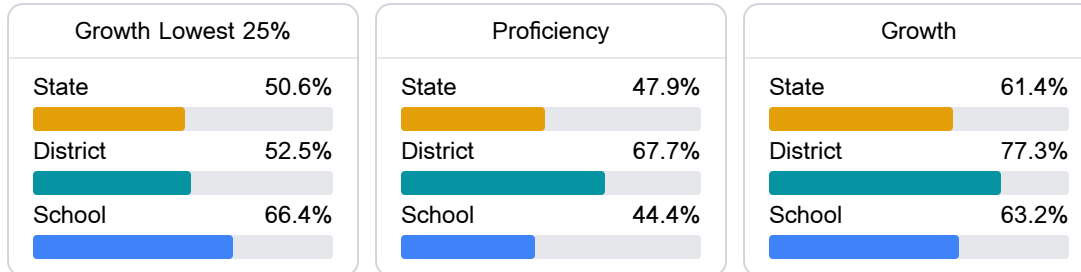 Growth Lowest 25%
State 50.6%
District 52.5%
School 66.4%
Proficiency
State 47.9%
District 67.7%
School 44.4%
Growth
State 61.4%
District 77.3%
School 63.2%